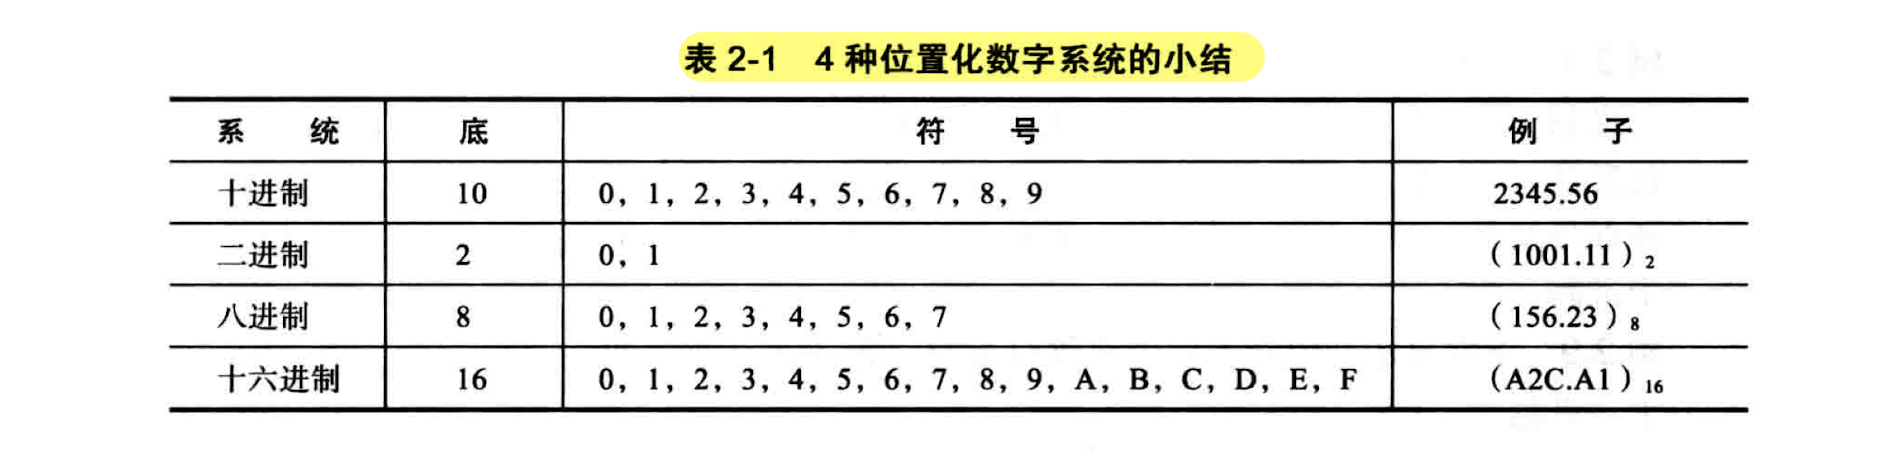 表 2-1 4 种位置化数字系统的小结
系 统 底 符 号 例 子
十进制 10 0，1，2，3，4，5，6，7，8，9 2345.56
二进制 2 0，1 （1001.11）₂
八进制 8 0，1，2，3，4，5，6，7 （156.23）₈
十六进制 16 0，1，2，3，4，5，6，7，8，9，A，B，C，D，E，F （A2C.A1）₁₆